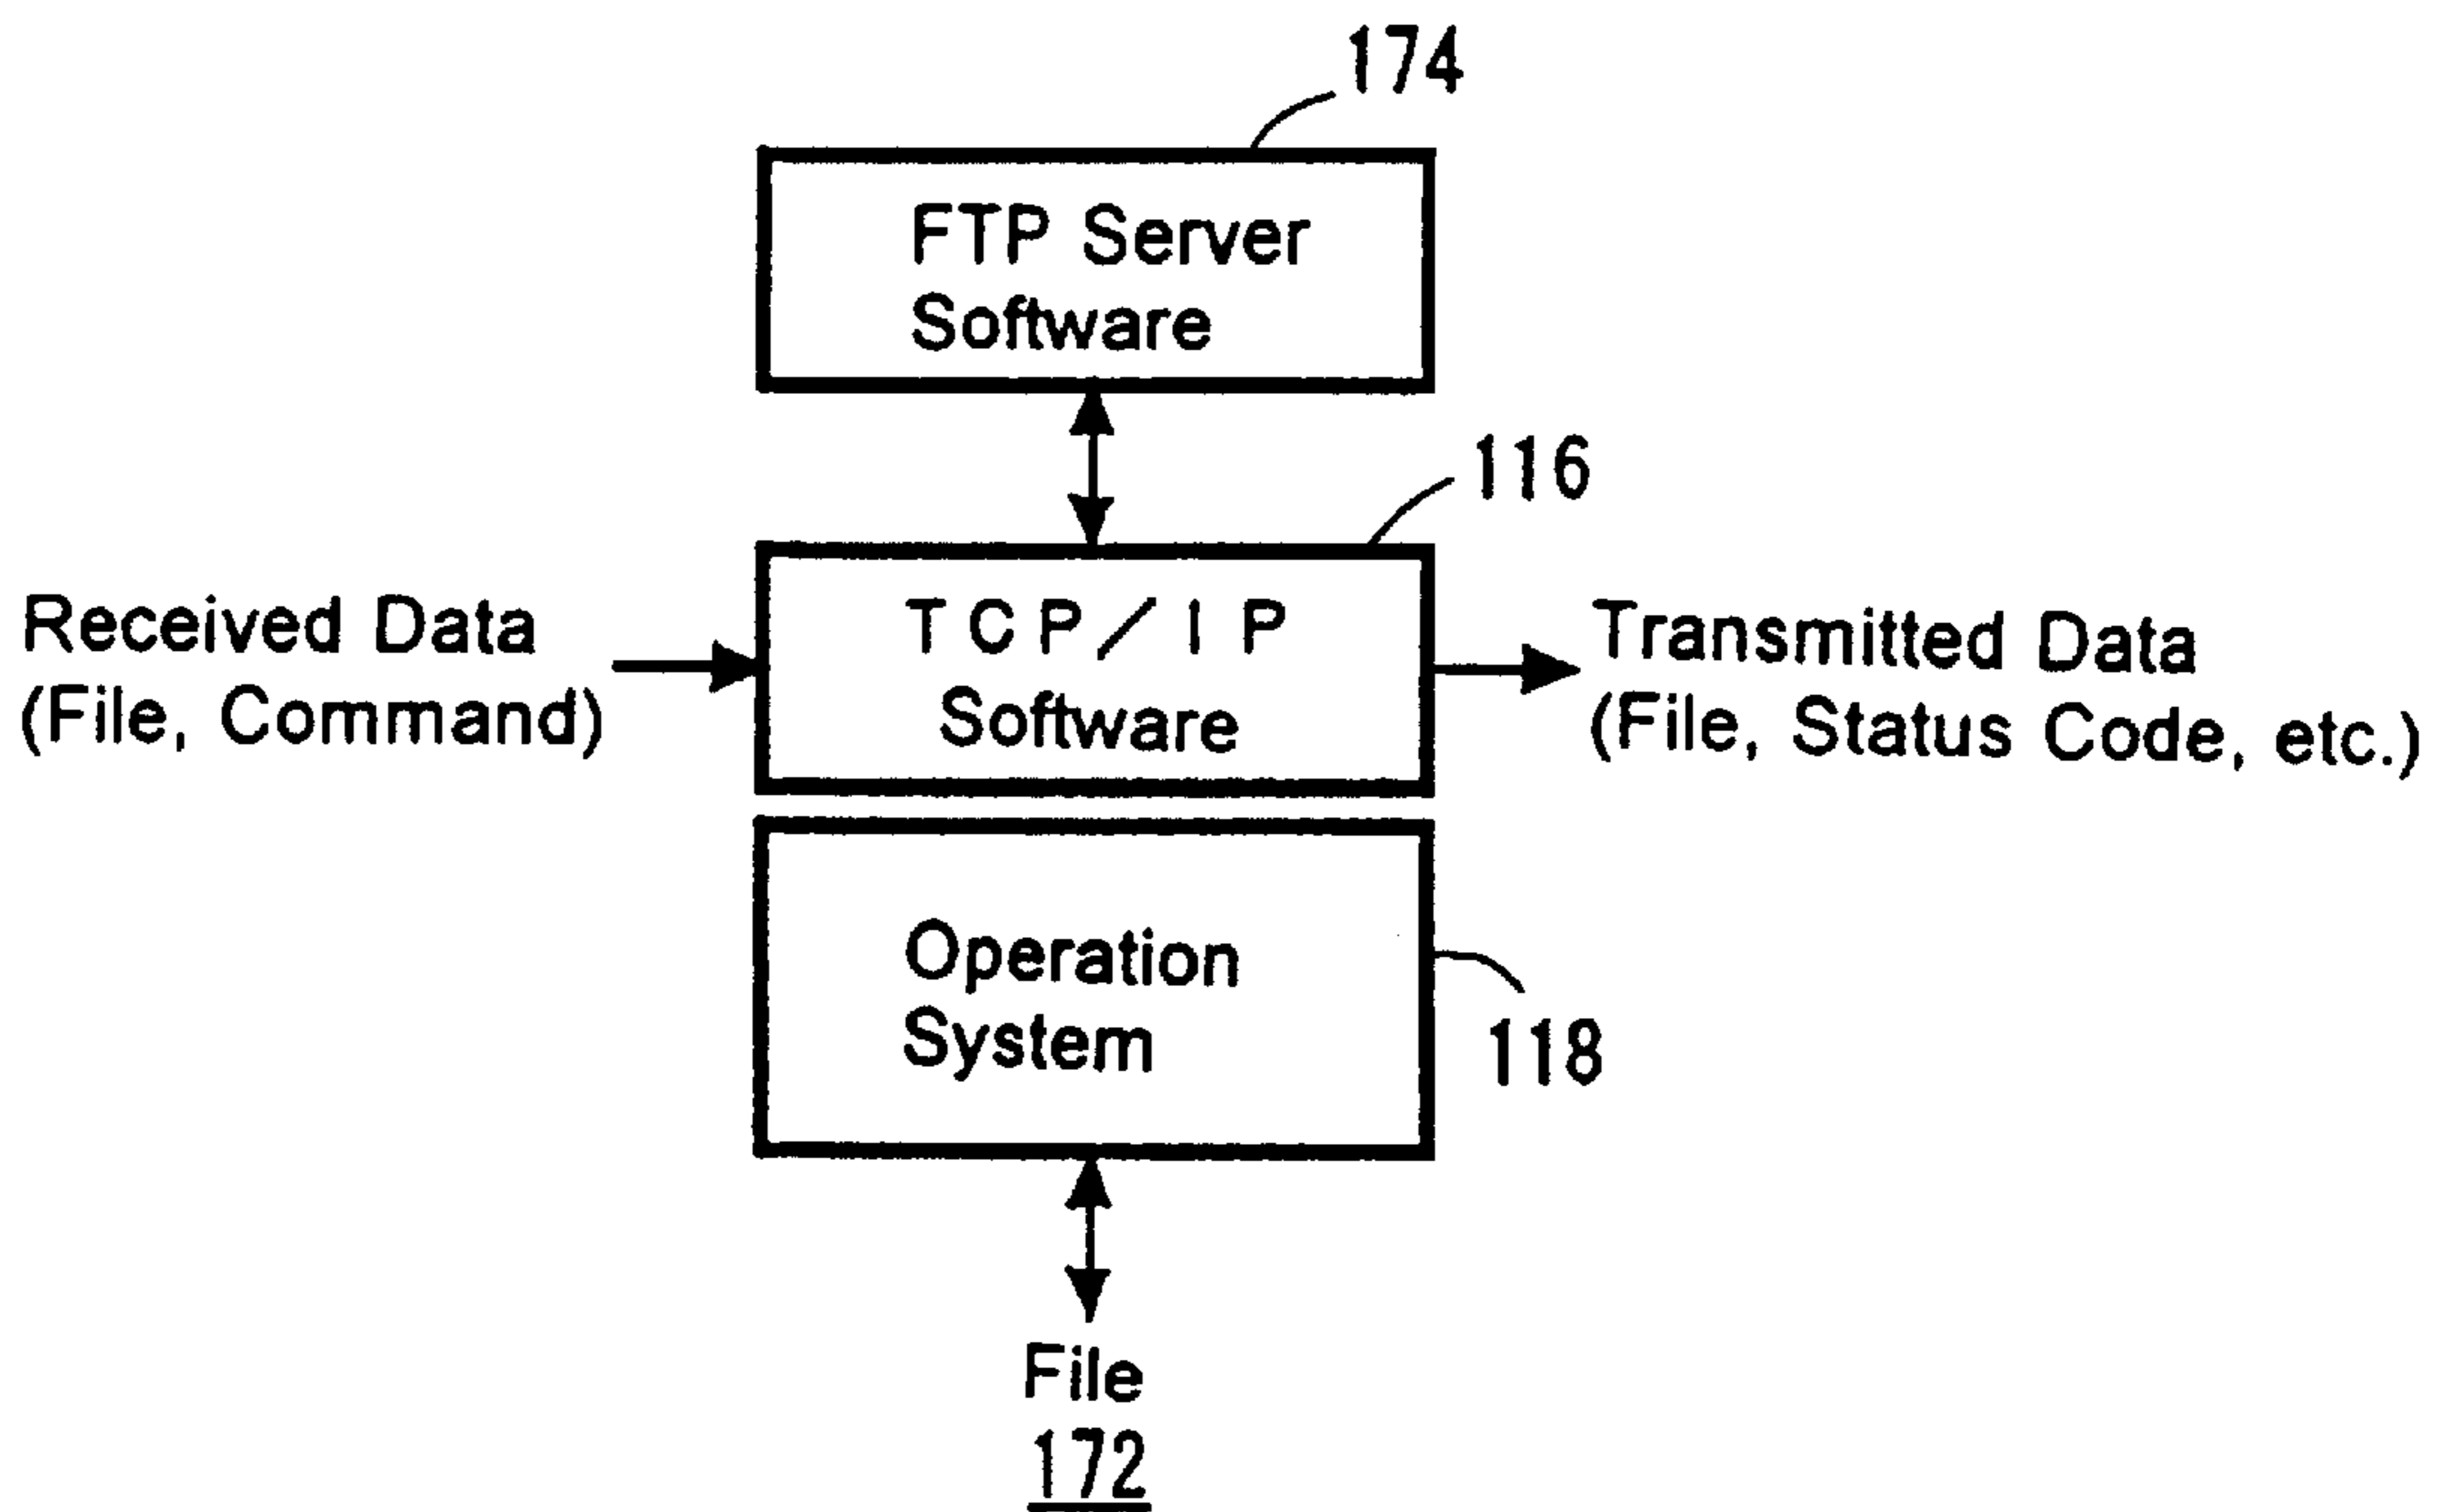 174
FTP Server
Software
116
Received Data
(File, Command)
TCP/IP
Software
Transmitted Data
(File, Status Code, etc.)
Operation
System
118
File
172